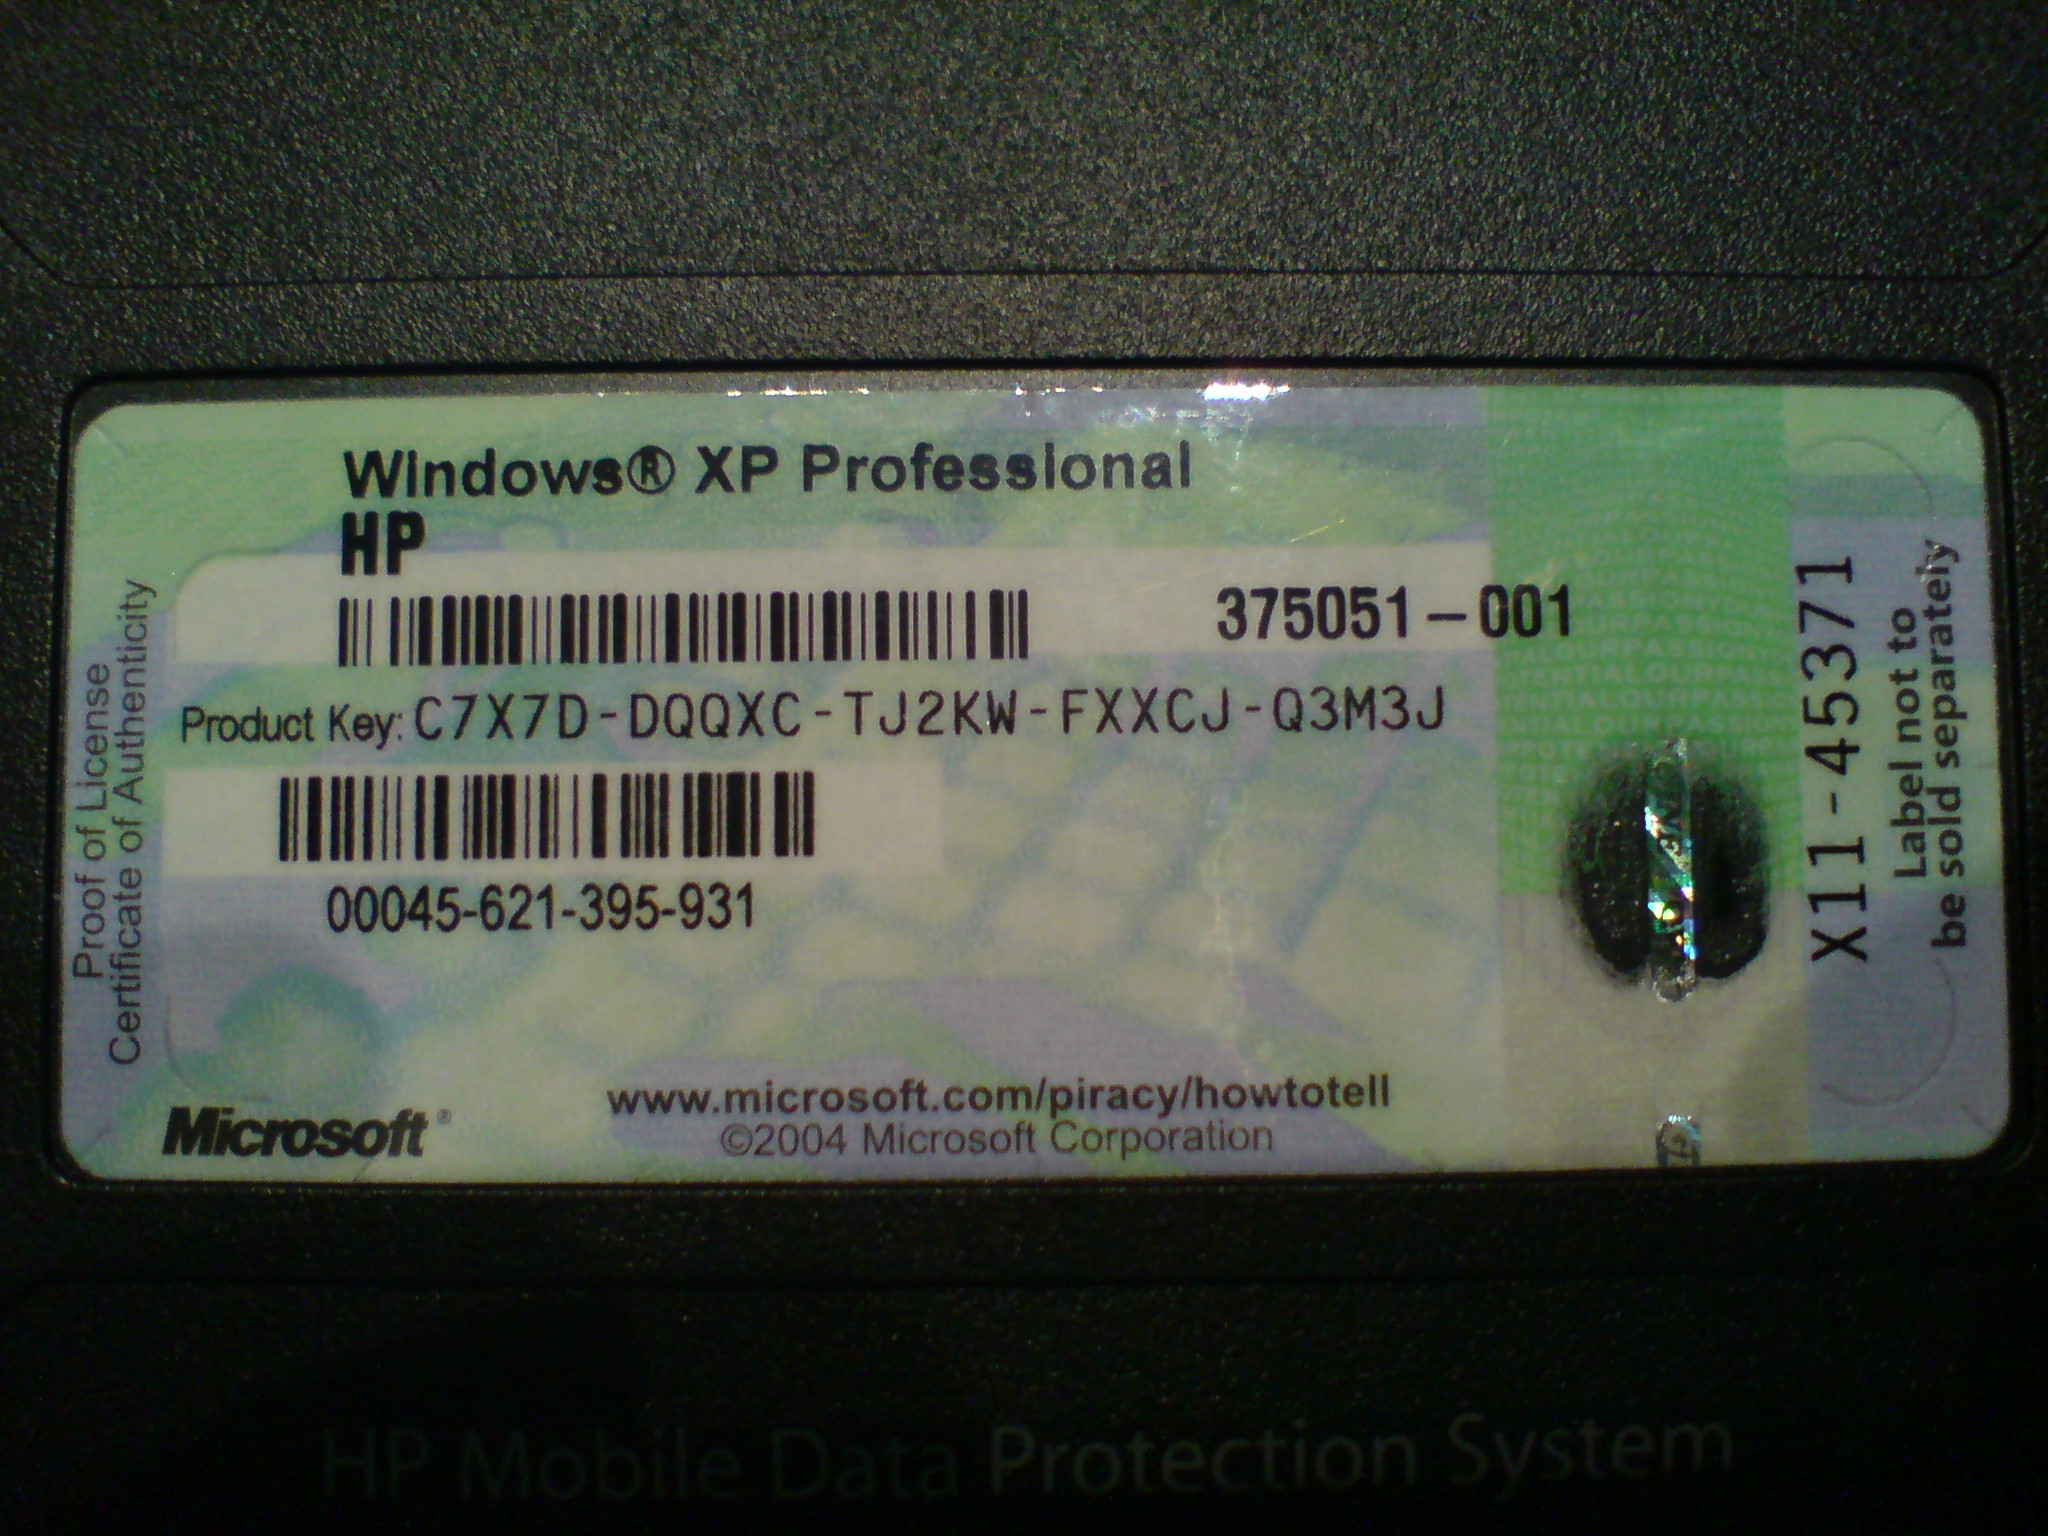 Windows® XP Professional
HP
375051-001
Product Key: C7X7D-DQQXC-TJ2KW-FXXCJ-Q3M3J
00045-621-395-931
Proof of License
Certificate of Authenticity
Microsoft®
www.microsoft.com/piracy/howtotell
©2004 Microsoft Corporation
X11-45371
Label not to
be sold separately
HP Mobile Data Protection System